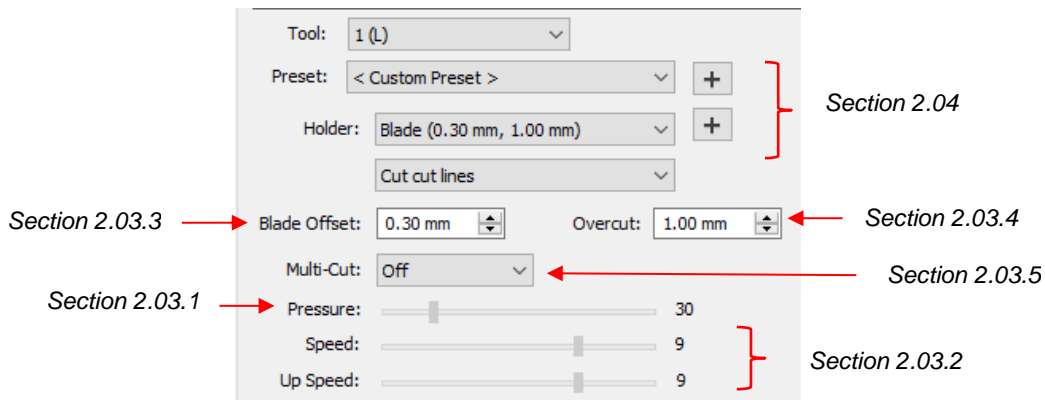 Tool: 1 (L)
Preset: < Custom Preset > +
Section 2.04
Holder: Blade (0.30 mm, 1.00 mm) +
Cut cut lines
Section 2.03.3 Blade Offset: 0.30 mm Overcut: 1.00 mm Section 2.03.4
Multi-Cut: Off Section 2.03.5
Section 2.03.1 Pressure: 30
Speed: 9
Section 2.03.2
Up Speed: 9